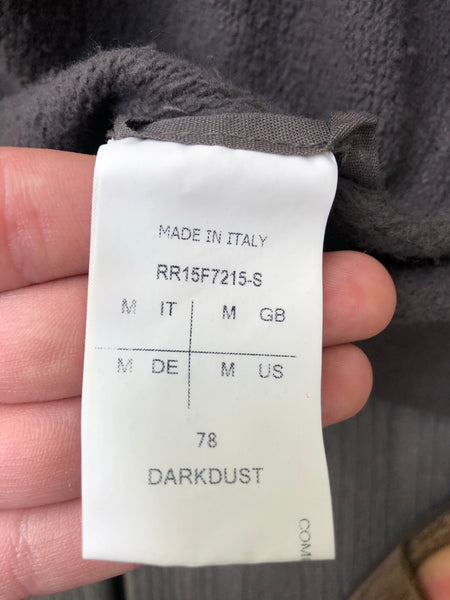 MADE IN ITALY
RR15F7215-S
M IT M GB
M DE M US
78
DARKDUST